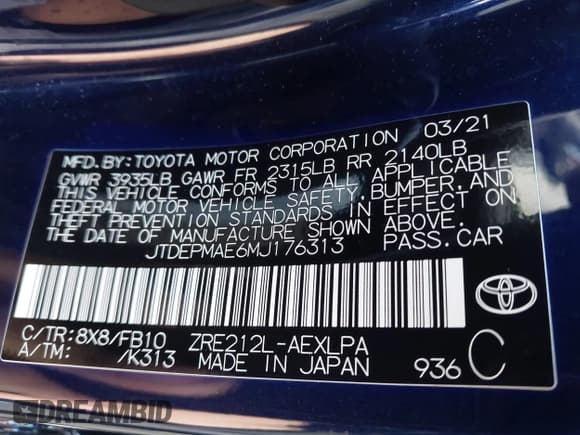 MFD. BY: TOYOTA MOTOR CORPORATION 03/21
GVWR 3935LB GAWR FR 2315LB RR 2140LB
THIS VEHICLE CONFORMS TO ALL APPLICABLE
FEDERAL MOTOR VEHICLE SAFETY, BUMPER, AND
THEFT PREVENTION STANDARDS IN EFFECT ON
THE DATE OF MANUFACTURE SHOWN ABOVE.
JTDEPMAE6MJ176313 PASS. CAR
C/TR: 8X8/FB10 ZRE212L-AEXLPA
A/TM: /K313 MADE IN JAPAN 936 C
DREAMBID